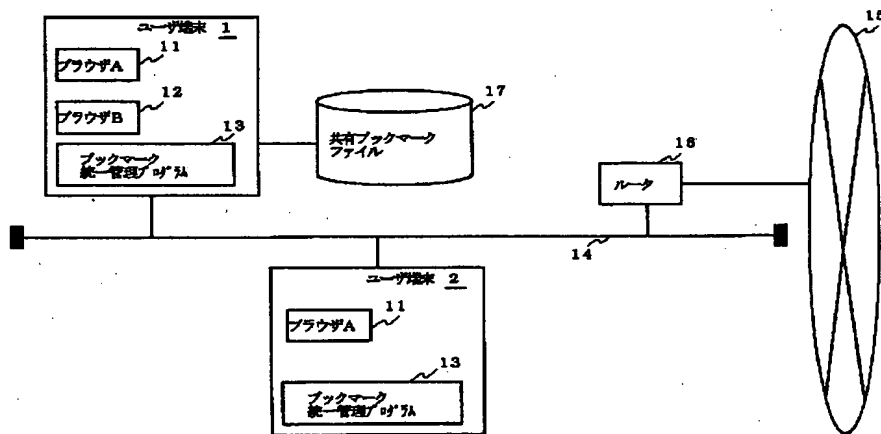 ユーザ端末 1
11
ブラウザA
12
ブラウザB
13
ブックマーク
統一管理プログラム
17
共有ブックマーク
ファイル
16
ルータ
15
14
ユーザ端末 2
11
ブラウザA
13
ブックマーク
統一管理プログラム